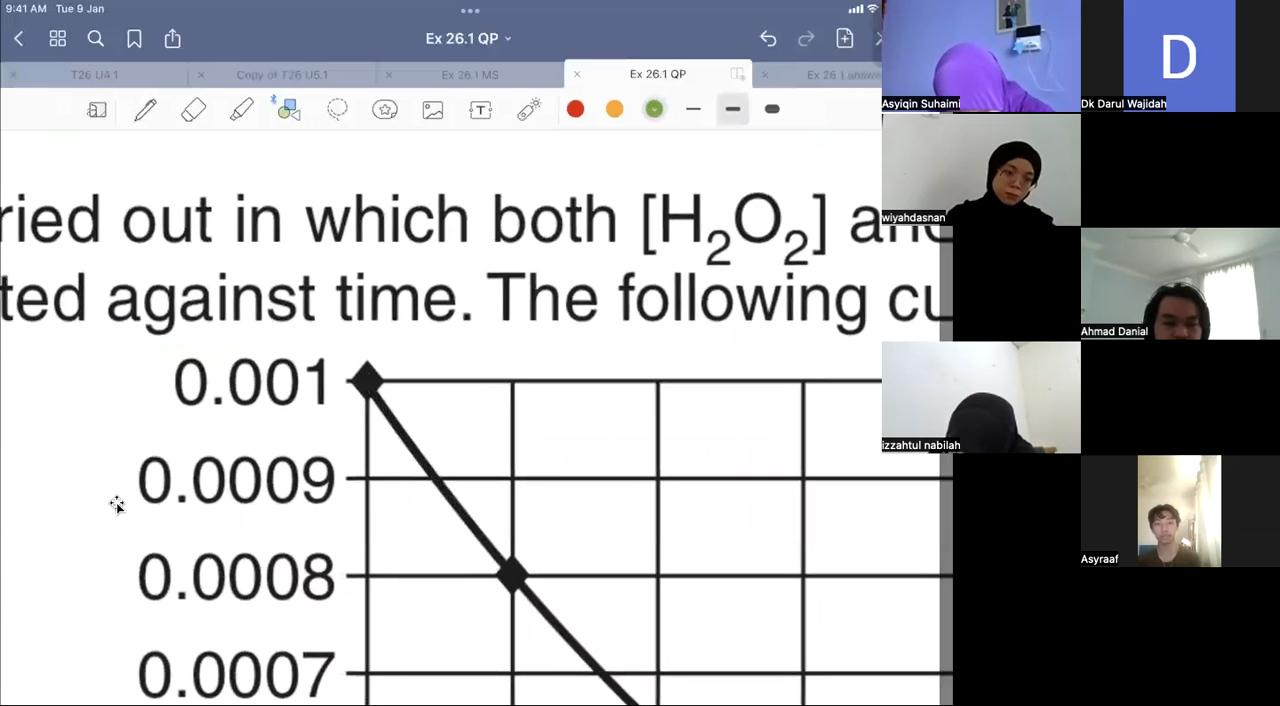 9:41 AM Tue 9 Jan
Ex 26.1 QP
T26 U4 1
Copy of T26 U5.1
Ex 26.1 MS
Ex 26.1 QP
Ex 26 1 answe
T
ried out in which both [H₂O₂] and
ted against time. The following cu
0.001
0.0009
0.0008
0.0007
Asyiqin Suhaimi
D
Dk Darul Wajidah
wiyahdasnan
Ahmad Danial
izzahtul nabilah
Asyraaf